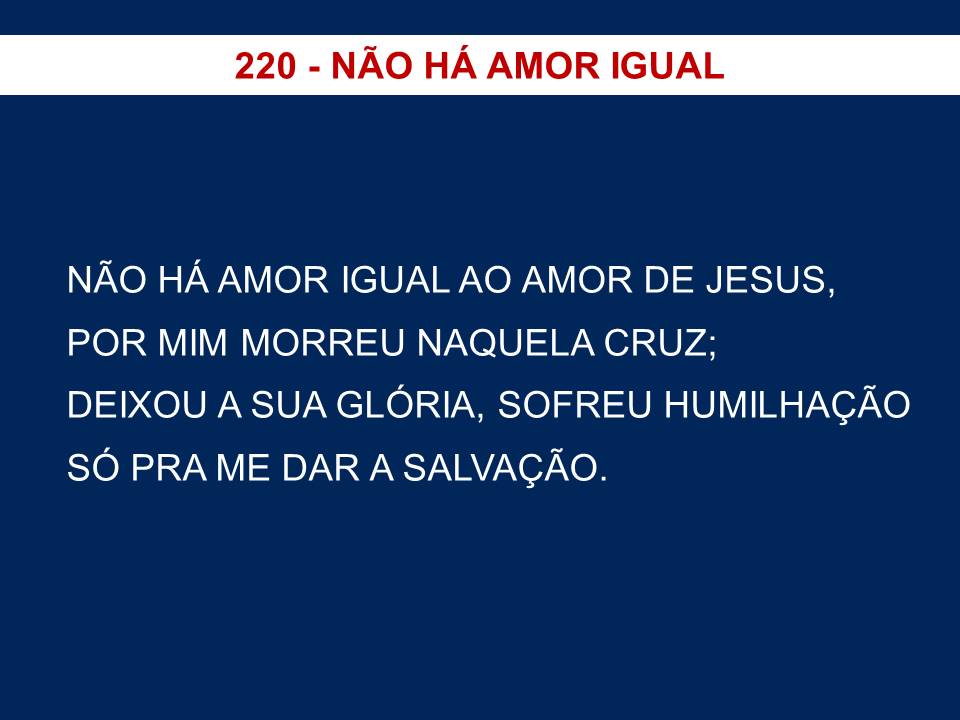 220 - NÃO HÁ AMOR IGUAL
NÃO HÁ AMOR IGUAL AO AMOR DE JESUS,
POR MIM MORREU NAQUELA CRUZ;
DEIXOU A SUA GLÓRIA, SOFREU HUMILHAÇÃO
SÓ PRA ME DAR A SALVAÇÃO.